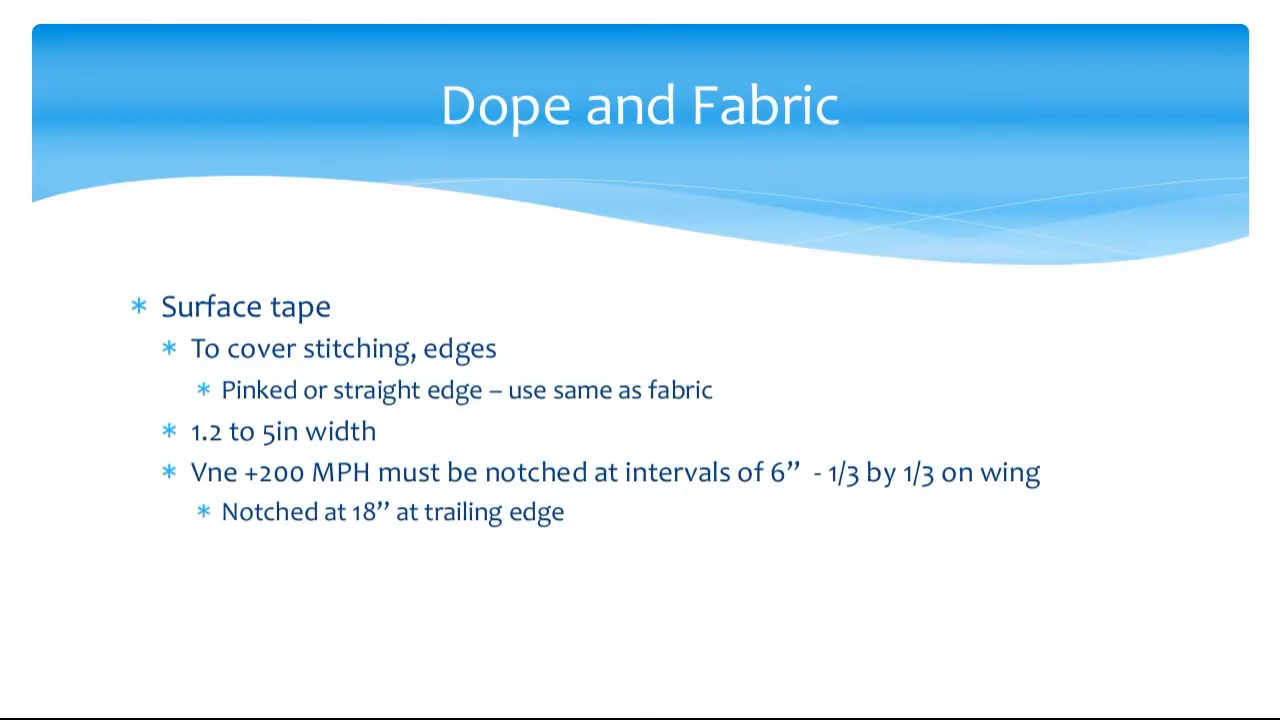 Dope and Fabric
* Surface tape
* To cover stitching, edges
* Pinked or straight edge – use same as fabric
* 1.2 to 5in width
* Vne +200 MPH must be notched at intervals of 6” - 1/3 by 1/3 on wing
* Notched at 18” at trailing edge